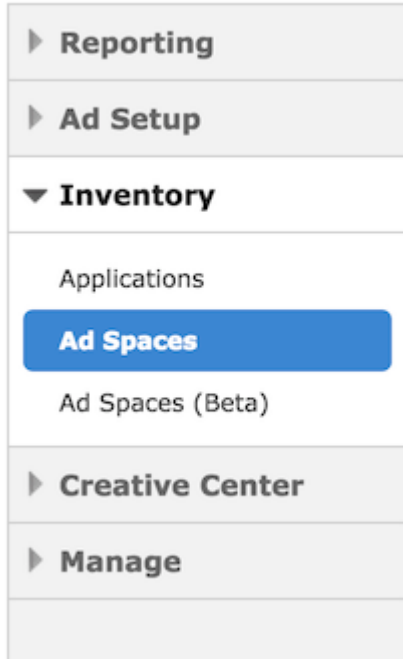 Reporting
Ad Setup
Inventory
Applications
Ad Spaces
Ad Spaces (Beta)
Creative Center
Manage